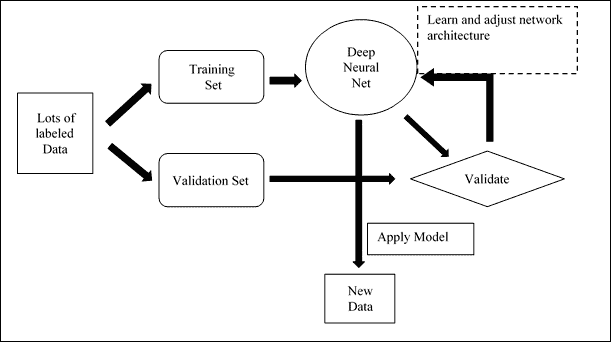 Lots of
labeled
Data
Training
Set
Validation Set
Deep
Neural
Net
Learn and adjust network
architecture
Validate
Apply Model
New
Data